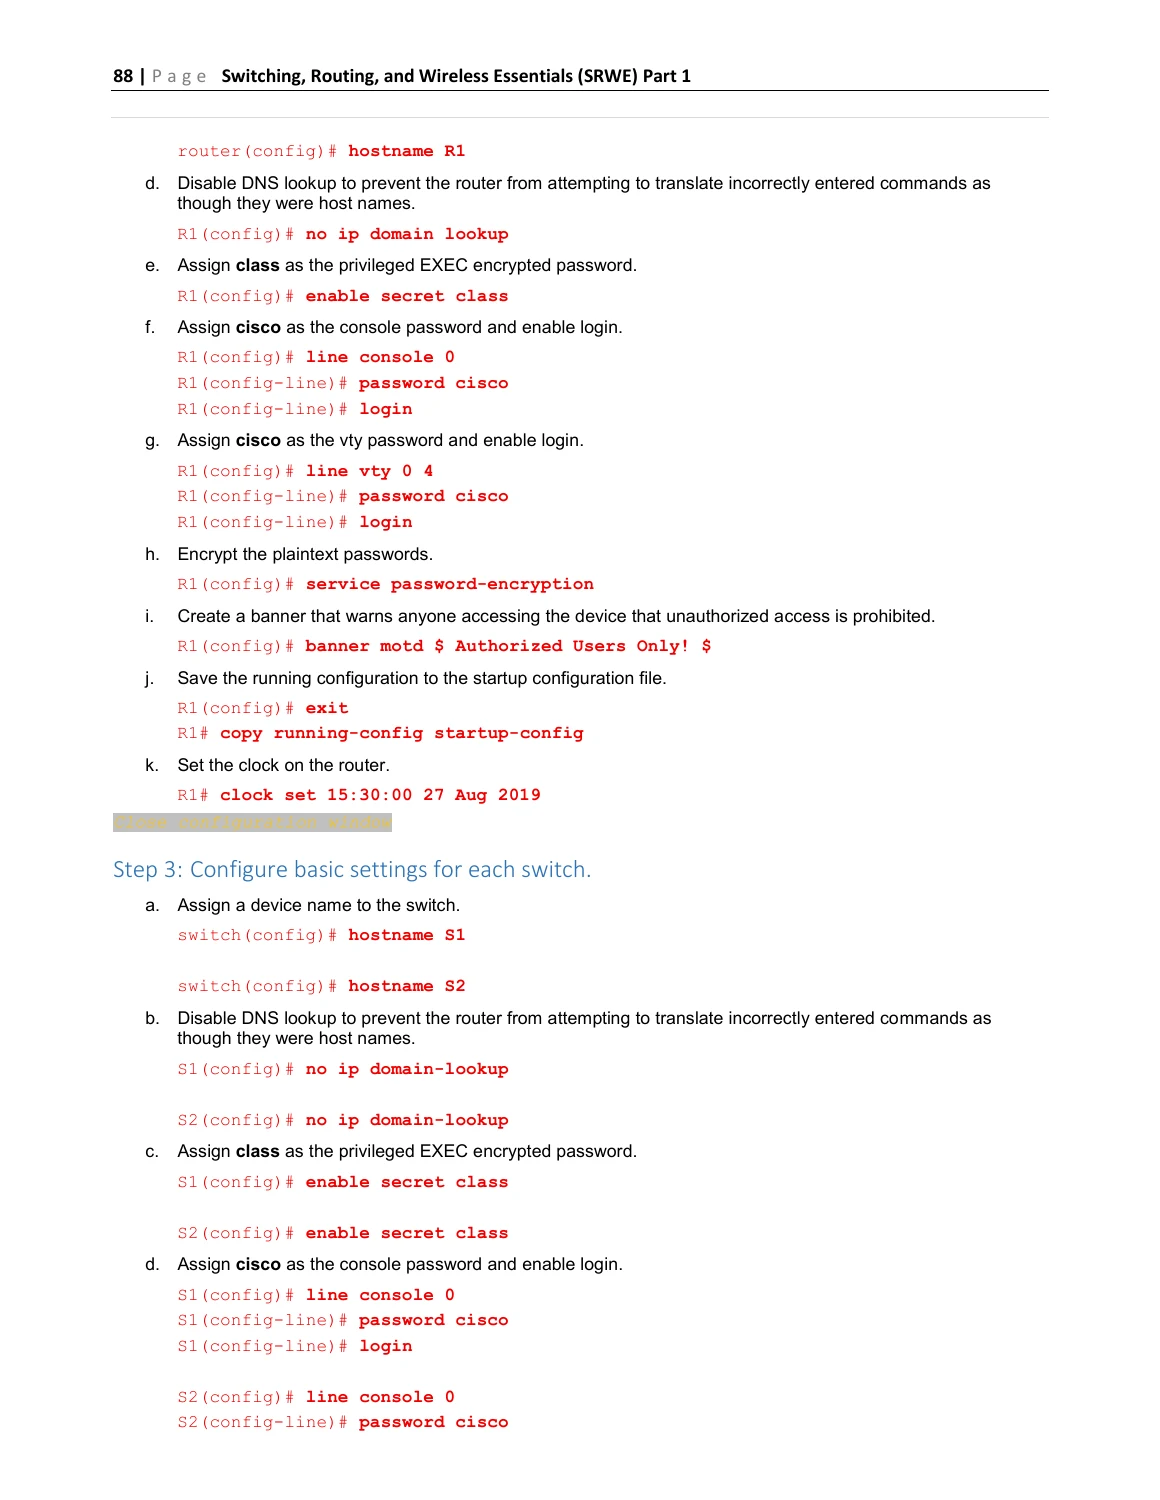 88 | P a g e Switching, Routing, and Wireless Essentials (SRWE) Part 1
router(config)# hostname R1
d. Disable DNS lookup to prevent the router from attempting to translate incorrectly entered commands as
though they were host names.
R1(config)# no ip domain lookup
e. Assign class as the privileged EXEC encrypted password.
R1(config)# enable secret class
f. Assign cisco as the console password and enable login.
R1(config)# line console 0
R1(config-line)# password cisco
R1(config-line)# login
g. Assign cisco as the vty password and enable login.
R1(config)# line vty 0 4
R1(config-line)# password cisco
R1(config-line)# login
h. Encrypt the plaintext passwords.
R1(config)# service password-encryption
i. Create a banner that warns anyone accessing the device that unauthorized access is prohibited.
R1(config)# banner motd $ Authorized Users Only! $
j. Save the running configuration to the startup configuration file.
R1(config)# exit
R1# copy running-config startup-config
k. Set the clock on the router.
R1# clock set 15:30:00 27 Aug 2019
Close configuration window
Step 3: Configure basic settings for each switch.
a. Assign a device name to the switch.
switch(config)# hostname S1
switch(config)# hostname S2
b. Disable DNS lookup to prevent the router from attempting to translate incorrectly entered commands as
though they were host names.
S1(config)# no ip domain-lookup
S2(config)# no ip domain-lookup
c. Assign class as the privileged EXEC encrypted password.
S1(config)# enable secret class
S2(config)# enable secret class
d. Assign cisco as the console password and enable login.
S1(config)# line console 0
S1(config-line)# password cisco
S1(config-line)# login
S2(config)# line console 0
S2(config-line)# password cisco